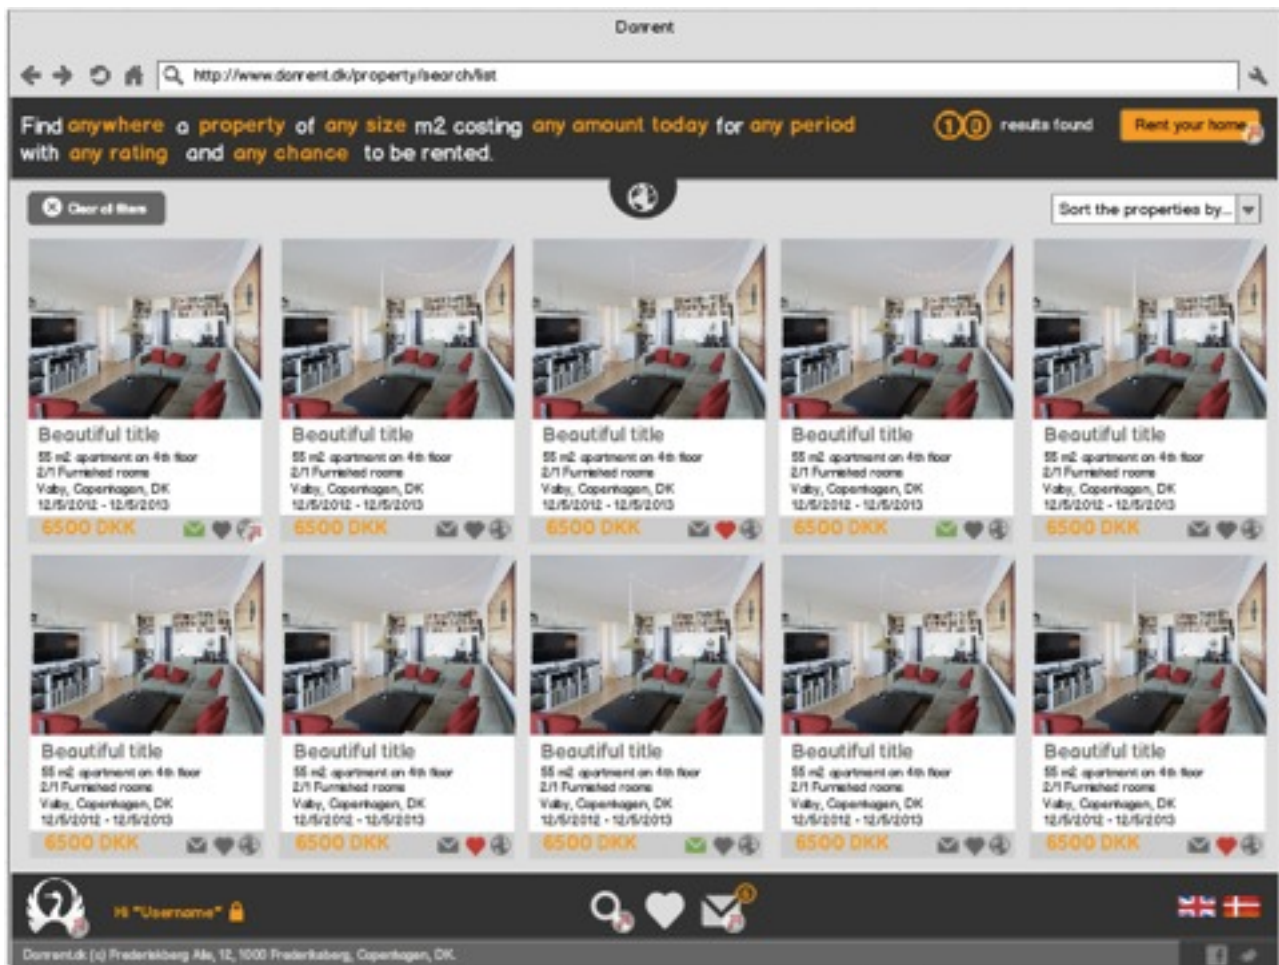 Danrent
http://www.danrent.dk/property/search/list
Find anywhere a property of any size m2 costing any amount today for any period
with any rating and any chance to be rented.
10 results found
Rent your home
Clear all filters
Sort the properties by...
Beautiful title
55 m2 apartment on 4th floor
2/1 Furnished rooms
Valby, Copenhagen, DK
12/5/2012 - 12/5/2013
6500 DKK
Beautiful title
55 m2 apartment on 4th floor
2/1 Furnished rooms
Valby, Copenhagen, DK
12/5/2012 - 12/5/2013
6500 DKK
Beautiful title
55 m2 apartment on 4th floor
2/1 Furnished rooms
Valby, Copenhagen, DK
12/5/2012 - 12/5/2013
6500 DKK
Beautiful title
55 m2 apartment on 4th floor
2/1 Furnished rooms
Valby, Copenhagen, DK
12/5/2012 - 12/5/2013
6500 DKK
Beautiful title
55 m2 apartment on 4th floor
2/1 Furnished rooms
Valby, Copenhagen, DK
12/5/2012 - 12/5/2013
6500 DKK
Beautiful title
55 m2 apartment on 4th floor
2/1 Furnished rooms
Valby, Copenhagen, DK
12/5/2012 - 12/5/2013
6500 DKK
Beautiful title
55 m2 apartment on 4th floor
2/1 Furnished rooms
Valby, Copenhagen, DK
12/5/2012 - 12/5/2013
6500 DKK
Beautiful title
55 m2 apartment on 4th floor
2/1 Furnished rooms
Valby, Copenhagen, DK
12/5/2012 - 12/5/2013
6500 DKK
Beautiful title
55 m2 apartment on 4th floor
2/1 Furnished rooms
Valby, Copenhagen, DK
12/5/2012 - 12/5/2013
6500 DKK
Beautiful title
55 m2 apartment on 4th floor
2/1 Furnished rooms
Valby, Copenhagen, DK
12/5/2012 - 12/5/2013
6500 DKK
Hi "Username"
Danrent.dk (c) Frederikberg Alle, 12, 1000 Frederiksberg, Copenhagen, DK.